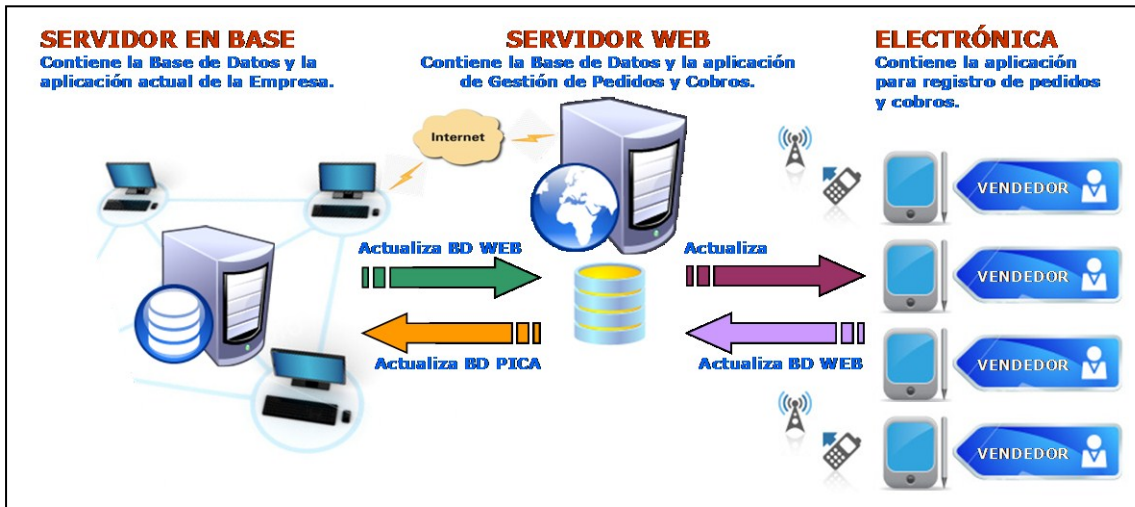 SERVIDOR EN BASE
Contiene la Base de Datos y la
aplicación actual de la Empresa.
SERVIDOR WEB
Contiene la Base de Datos y la aplicación
de Gestión de Pedidos y Cobros.
ELECTRÓNICA
Contiene la aplicación
para registro de pedidos
y cobros.
Internet
Actualiza BD WEB
Actualiza
Actualiza BD PICA
Actualiza BD WEB
VENDEDOR
VENDEDOR
VENDEDOR
VENDEDOR